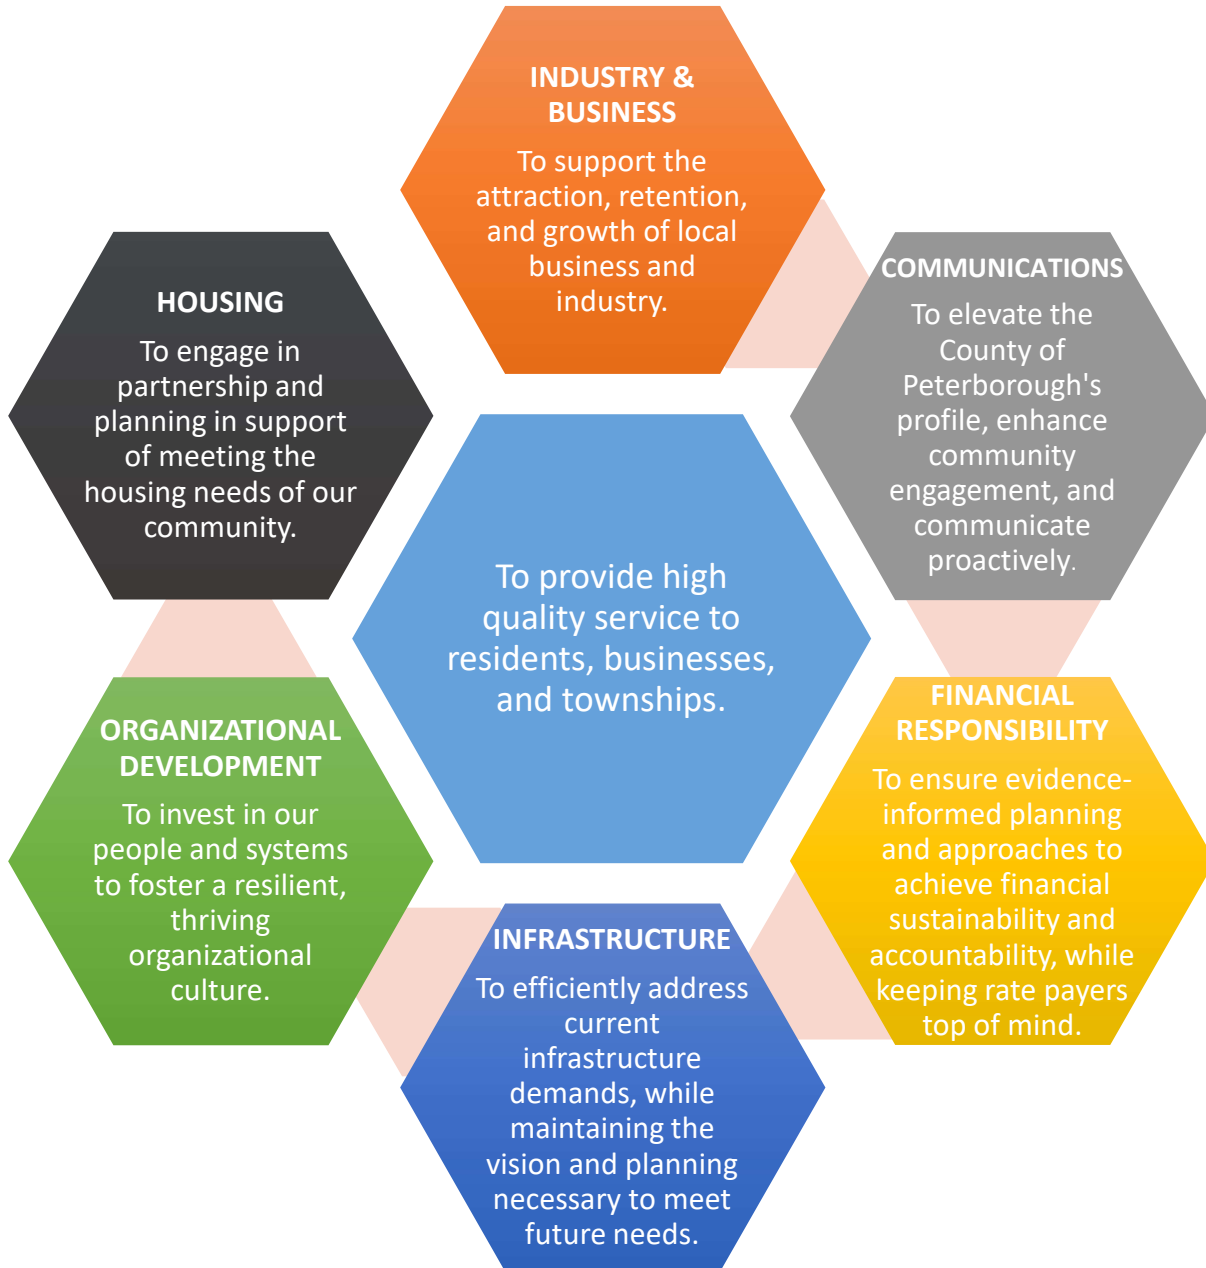 INDUSTRY &
BUSINESS
To support the
attraction, retention,
and growth of local
business and
industry.
COMMUNICATIONS
To elevate the
County of
Peterborough's
profile, enhance
community
engagement, and
communicate
proactively.
HOUSING
To engage in
partnership and
planning in support
of meeting the
housing needs of our
community.
To provide high
quality service to
residents, businesses,
and townships.
FINANCIAL
RESPONSIBILITY
To ensure evidence-
informed planning
and approaches to
achieve financial
sustainability and
accountability, while
keeping rate payers
top of mind.
ORGANIZATIONAL
DEVELOPMENT
To invest in our
people and systems
to foster a resilient,
thriving
organizational
culture.
INFRASTRUCTURE
To efficiently address
current
infrastructure
demands, while
maintaining the
vision and planning
necessary to meet
future needs.